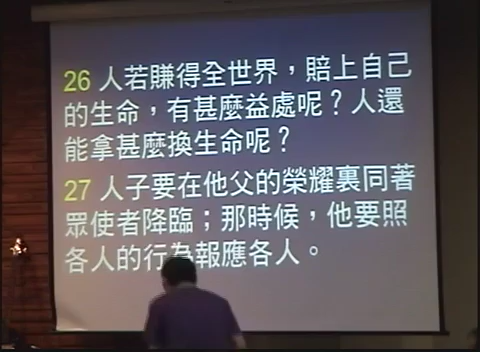 26 人若賺得全世界，賠上自己
的生命，有甚麼益處呢？人還
能拿甚麼換生命呢？
27 人子要在他父的榮耀裏同著
眾使者降臨；那時候，他要照
各人的行為報應各人。